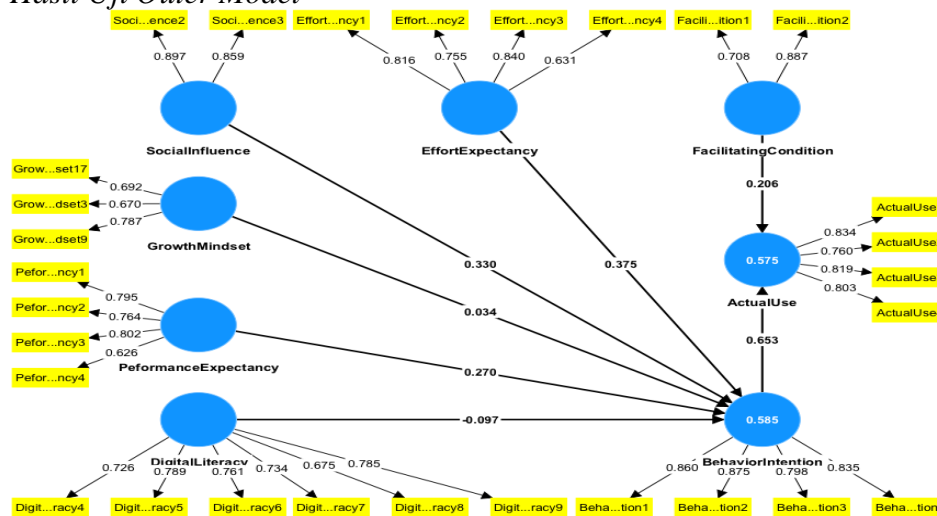 Hasil Uji Outer Model
Soci...ence2 Soci...ence3 Effort...ncy1 Effort...ncy2 Effort...ncy3 Effort...ncy4 Facili...ition1 Facili...ition2
0.897 0.859 0.816 0.755 0.840 0.631 0.708 0.887
SocialInfluence EffortExpectancy FacilitatingCondition
Grow...set17
0.692
Grow...dset3
0.670
Grow...dset9
0.787
GrowthMindset
0.206
ActualUse
0.834
ActualUse
0.760
ActualUse
0.819
ActualUse
0.803
0.575
ActualUse
0.330 0.375
0.034
0.653
Pefor...ncy1
0.795
Pefor...ncy2
0.764
Pefor...ncy3
0.802
Pefor...ncy4
0.626
PeformanceExpectancy
0.270
-0.097
0.585
DigitalLiteracy BehaviorIntention
0.726 0.789 0.761 0.734 0.675 0.785 0.860 0.875 0.798 0.835
Digit...racy4 Digit...racy5 Digit...racy6 Digit...racy7 Digit...racy8 Digit...racy9 Beha...tion1 Beha...tion2 Beha...tion3 Beha...tion